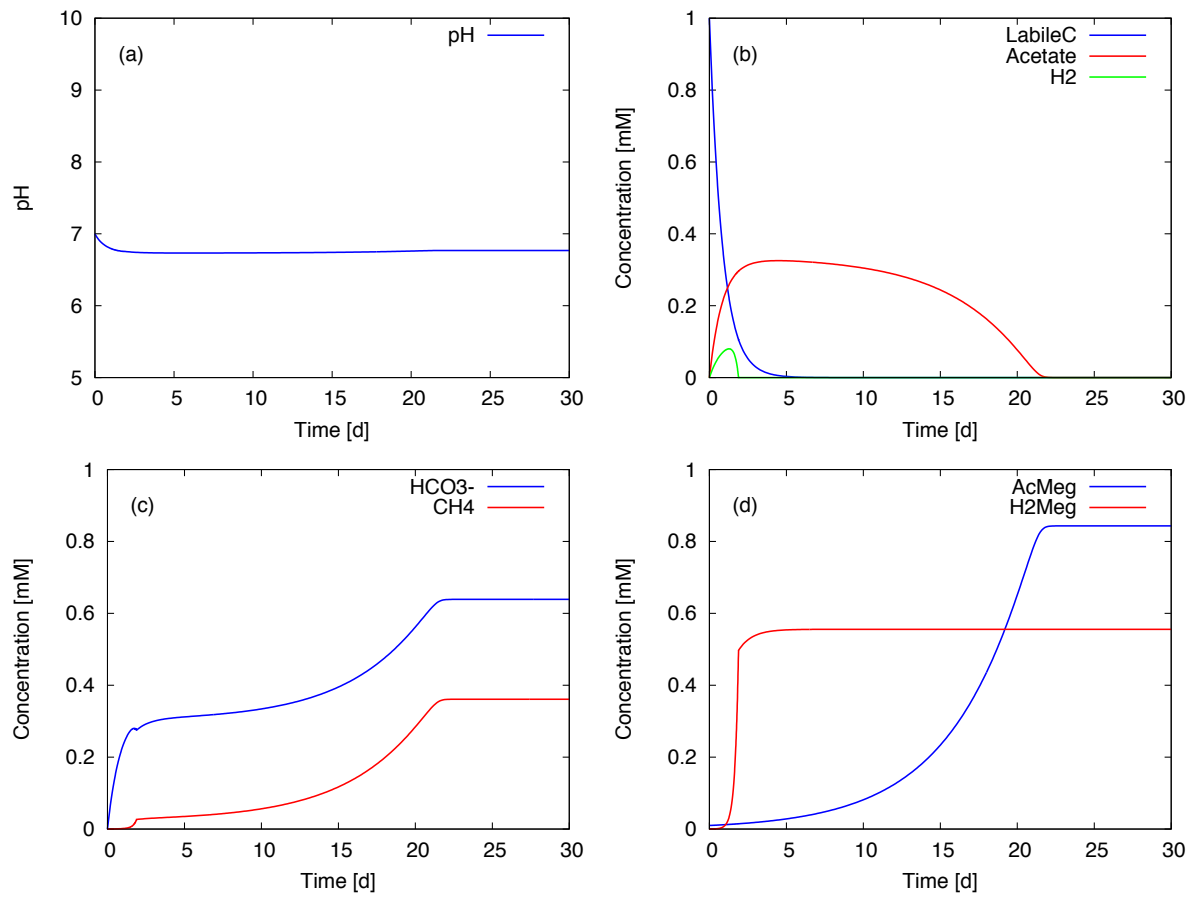 10
9
8
7
6
5
pH
(a)
pH
0 5 10 15 20 25 30
Time [d]
1
0.8
0.6
0.4
0.2
0
Concentration [mM]
(b)
LabileC
Acetate
H2
0 5 10 15 20 25 30
Time [d]
1
0.8
0.6
0.4
0.2
0
Concentration [mM]
(c)
HCO3-
CH4
0 5 10 15 20 25 30
Time [d]
1
0.8
0.6
0.4
0.2
0
Concentration [mM]
(d)
AcMeg
H2Meg
0 5 10 15 20 25 30
Time [d]